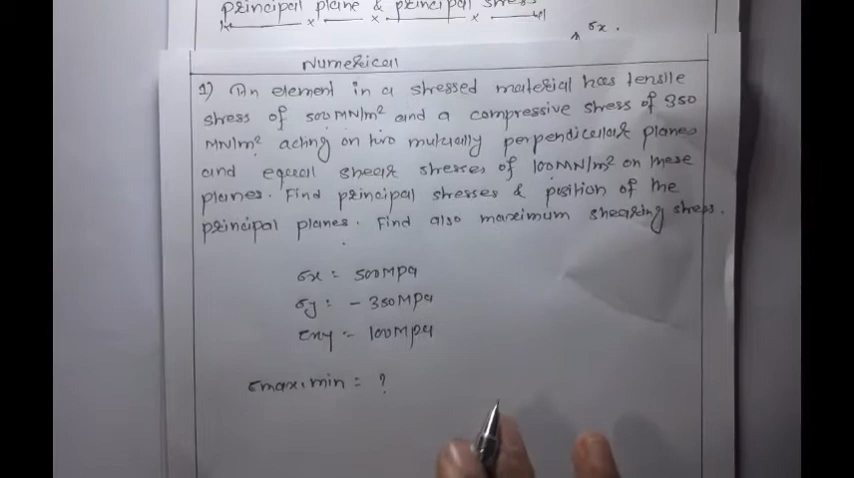 principal plane & principal stress
σx .
Numerical
1) An element in a stressed material has tensile
stress of 500 MN/m² and a compressive stress of 350
MN/m² acting on two mutually perpendicular planes
and equal shear stresses of 100 MN/m² on these
planes. Find principal stresses & position of the
principal planes. Find also maximum shearing stress.
σx = 500 MPa
σy = - 350 MPa
τxy = 100 MPa
σmax, min = ?